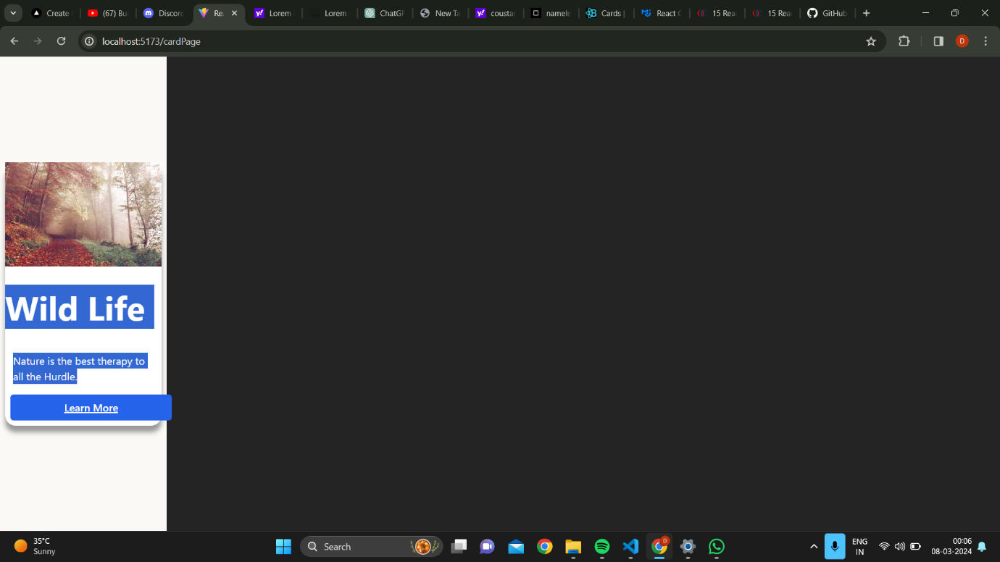 Create
(67) Bu
Discord
Re
Lorem
Lorem
ChatGP
New Ta
coustar
namele
Cards |
React C
15 Rea
15 Rea
GitHub
localhost:5173/cardPage
D
Wild Life
Nature is the best therapy to
all the Hurdle.
Learn More
35°C
Sunny
Search
D
ENG
IN
00:06
08-03-2024